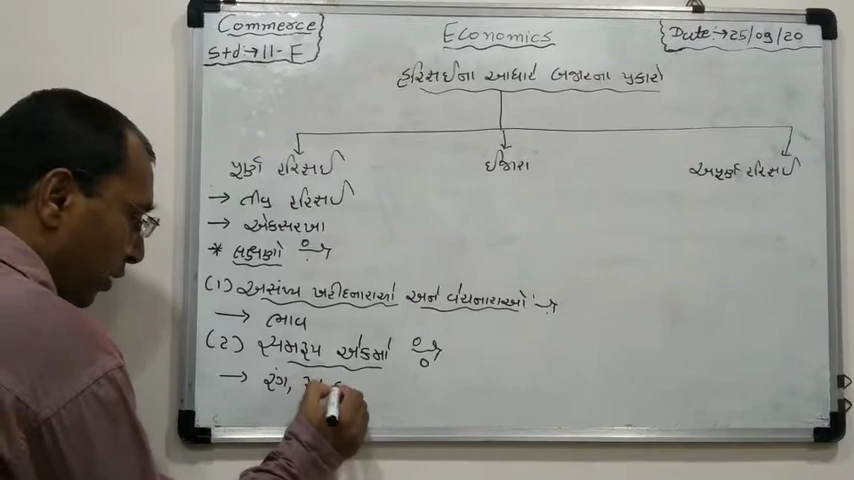 Commerce
Std:→11-E
Economics
Date:→25/09/20
હરિફાઈના આધારે બજારના પ્રકારો
પૂર્ણ હરિફાઈ
ઈજારા
અપૂર્ણ હરિફાઈ
→ તીવ્ર હરિફાઈ
→ એકસરખા
* લક્ષણો
(1) અસંખ્ય ખરીદનારાઓ અને વેચનારાઓ :→
→ ભાવ
(2) સમરૂપ એકમો
→ રંગ,